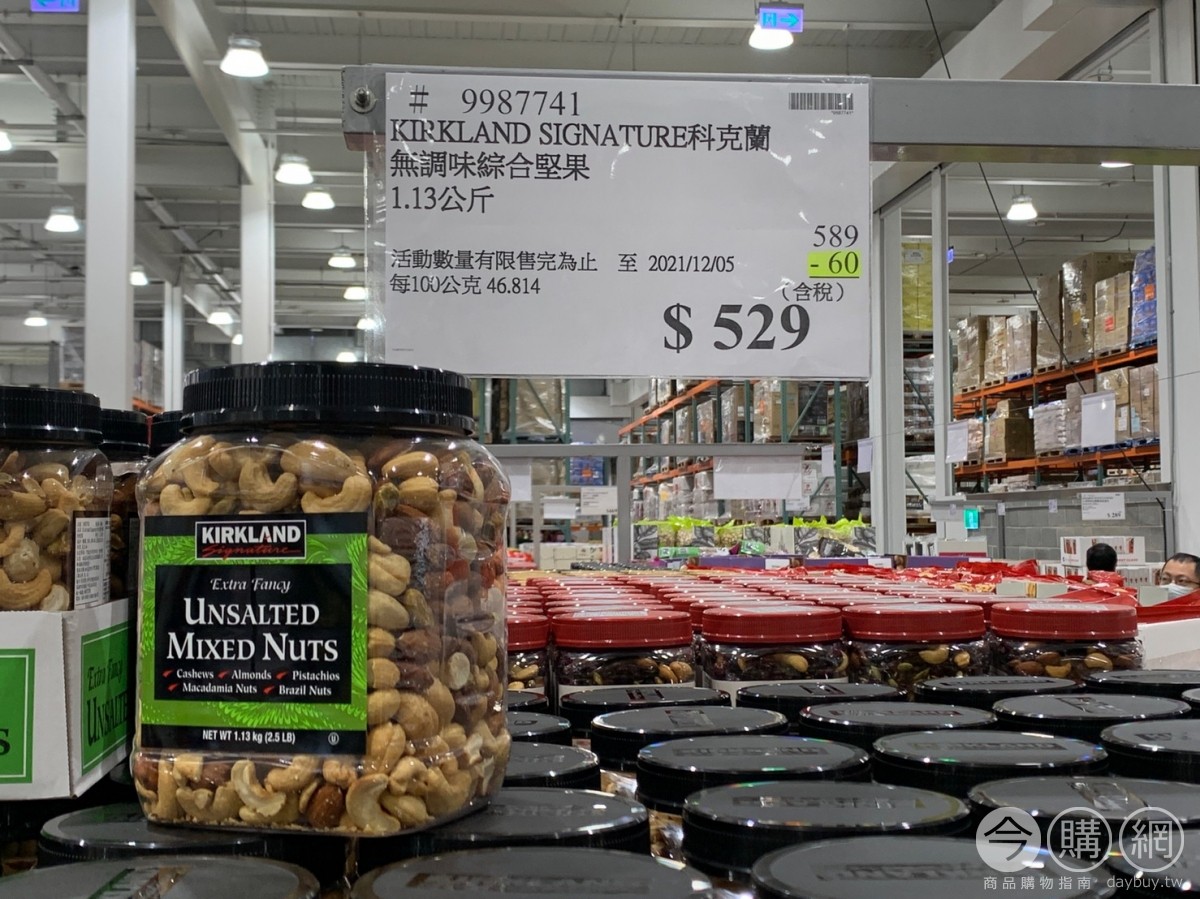 # 9987741
KIRKLAND SIGNATURE科克蘭
無調味綜合堅果
1.13公斤
589
活動數量有限售完為止 至 2021/12/05
- 60
每100公克 46.814
(含稅)
$ 529
KIRKLAND
Signature
Extra Fancy
UNSALTED
MIXED NUTS
Cashews Almonds Pistachios
Macadamia Nuts Brazil Nuts
NET WT 1.13 kg (2.5 LB)
Extra Fancy
今購網
商品購物指南 daybuy.tw